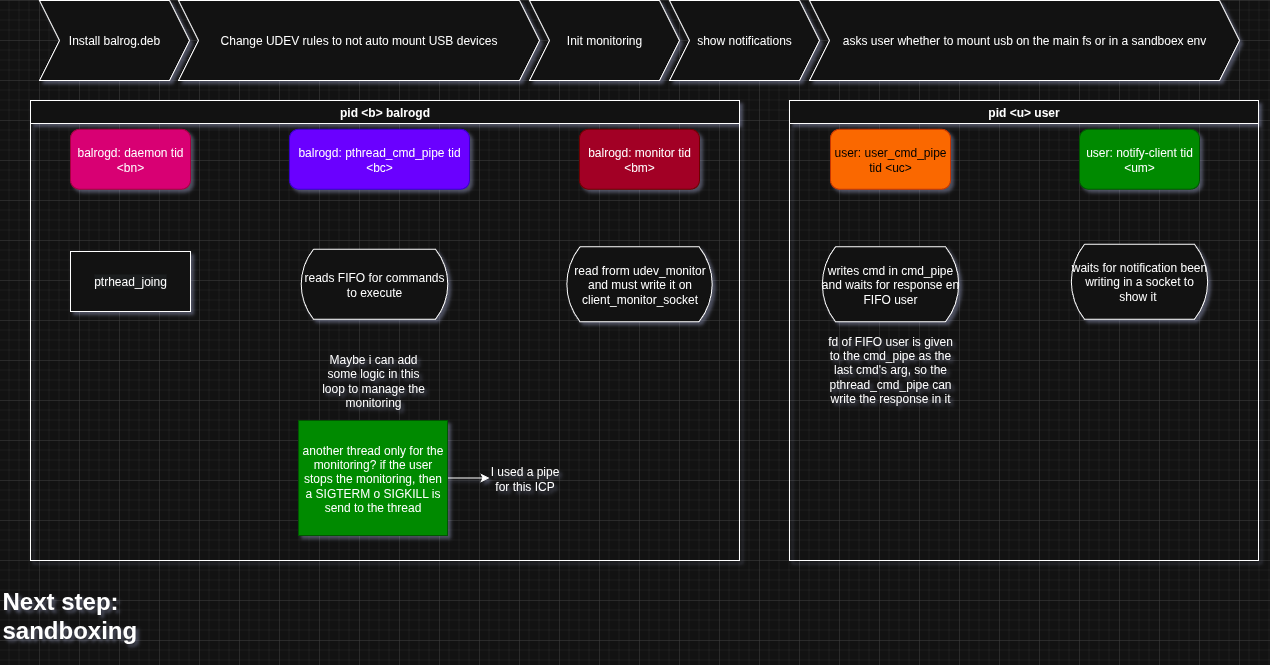 Install balrog.deb
Change UDEV rules to not auto mount USB devices
Init monitoring
show notifications
asks user whether to mount usb on the main fs or in a sandboex env
pid <b> balrogd
pid <u> user
balrogd: daemon tid
<bn>
balrogd: pthread_cmd_pipe tid
<bc>
balrogd: monitor tid
<bm>
user: user_cmd_pipe
tid <uc>
user: notify-client tid
<um>
ptrhead_joing
reads FIFO for commands
to execute
read frorm udev_monitor
and must write it on
client_monitor_socket
writes cmd in cmd_pipe
and waits for response en
FIFO user
waits for notification been
writing in a socket to
show it
Maybe i can add
some logic in this
loop to manage the
monitoring
fd of FIFO user is given
to the cmd_pipe as the
last cmd's arg, so the
pthread_cmd_pipe can
write the response in it
another thread only for the
monitoring? if the user
stops the monitoring, then
a SIGTERM o SIGKILL is
send to the thread
I used a pipe
for this ICP
Next step:
sandboxing